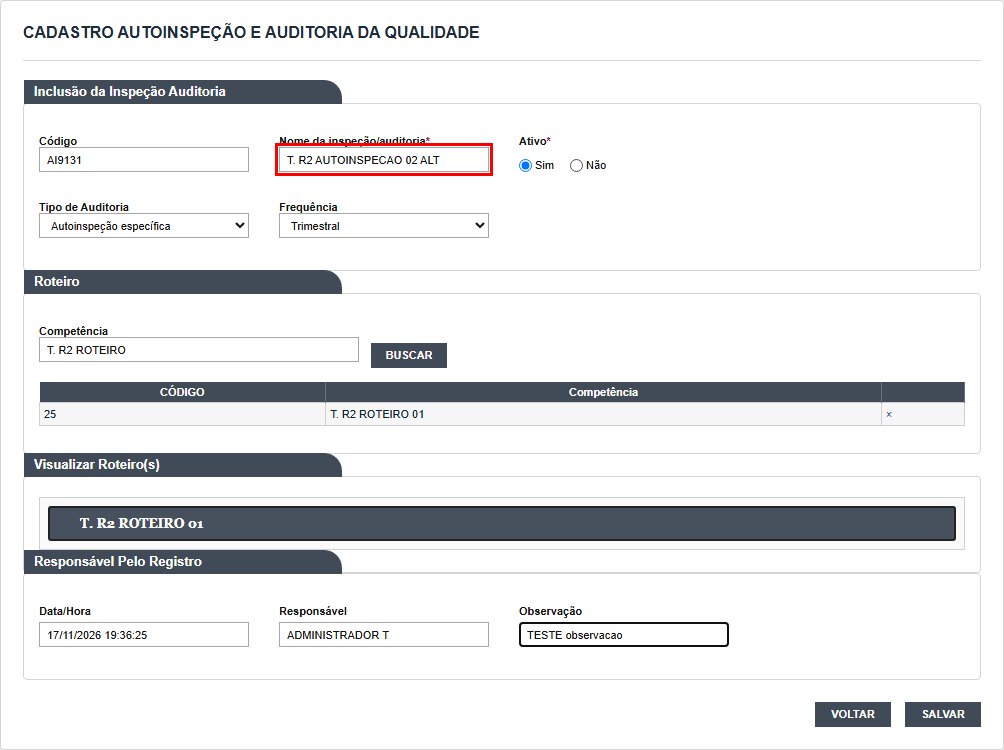 CADASTRO AUTOINSPEÇÃO E AUDITORIA DA QUALIDADE
Inclusão da Inspeção Auditoria
Código
Nome da inspeção/auditoria*
Ativo*
AI9131
T. R2 AUTOINSPECAO 02 ALT
Sim
Não
Tipo de Auditoria
Frequência
Autoinspeção específica
Trimestral
Roteiro
Competência
T. R2 ROTEIRO
BUSCAR
CÓDIGO
Competência
25
T. R2 ROTEIRO 01
×
Visualizar Roteiro(s)
T. R2 ROTEIRO 01
Responsável Pelo Registro
Data/Hora
Responsável
Observação
17/11/2026 19:36:25
ADMINISTRADOR T
TESTE observacao
VOLTAR
SALVAR